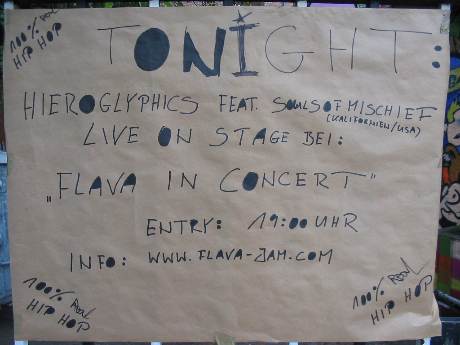 100% Real
HIP HOP
TONIGHT:
HIEROGLYPHICS FEAT. SOULS OF MISCHIEF
(KALIFORNIEN/USA)
LIVE ON STAGE BEI:
„FLAVA IN CONCERT"
ENTRY: 19:00 UHR
INFO: WWW.FLAVA-JAM.COM
100% Real
HIP HOP
100% Real
HIP HOP